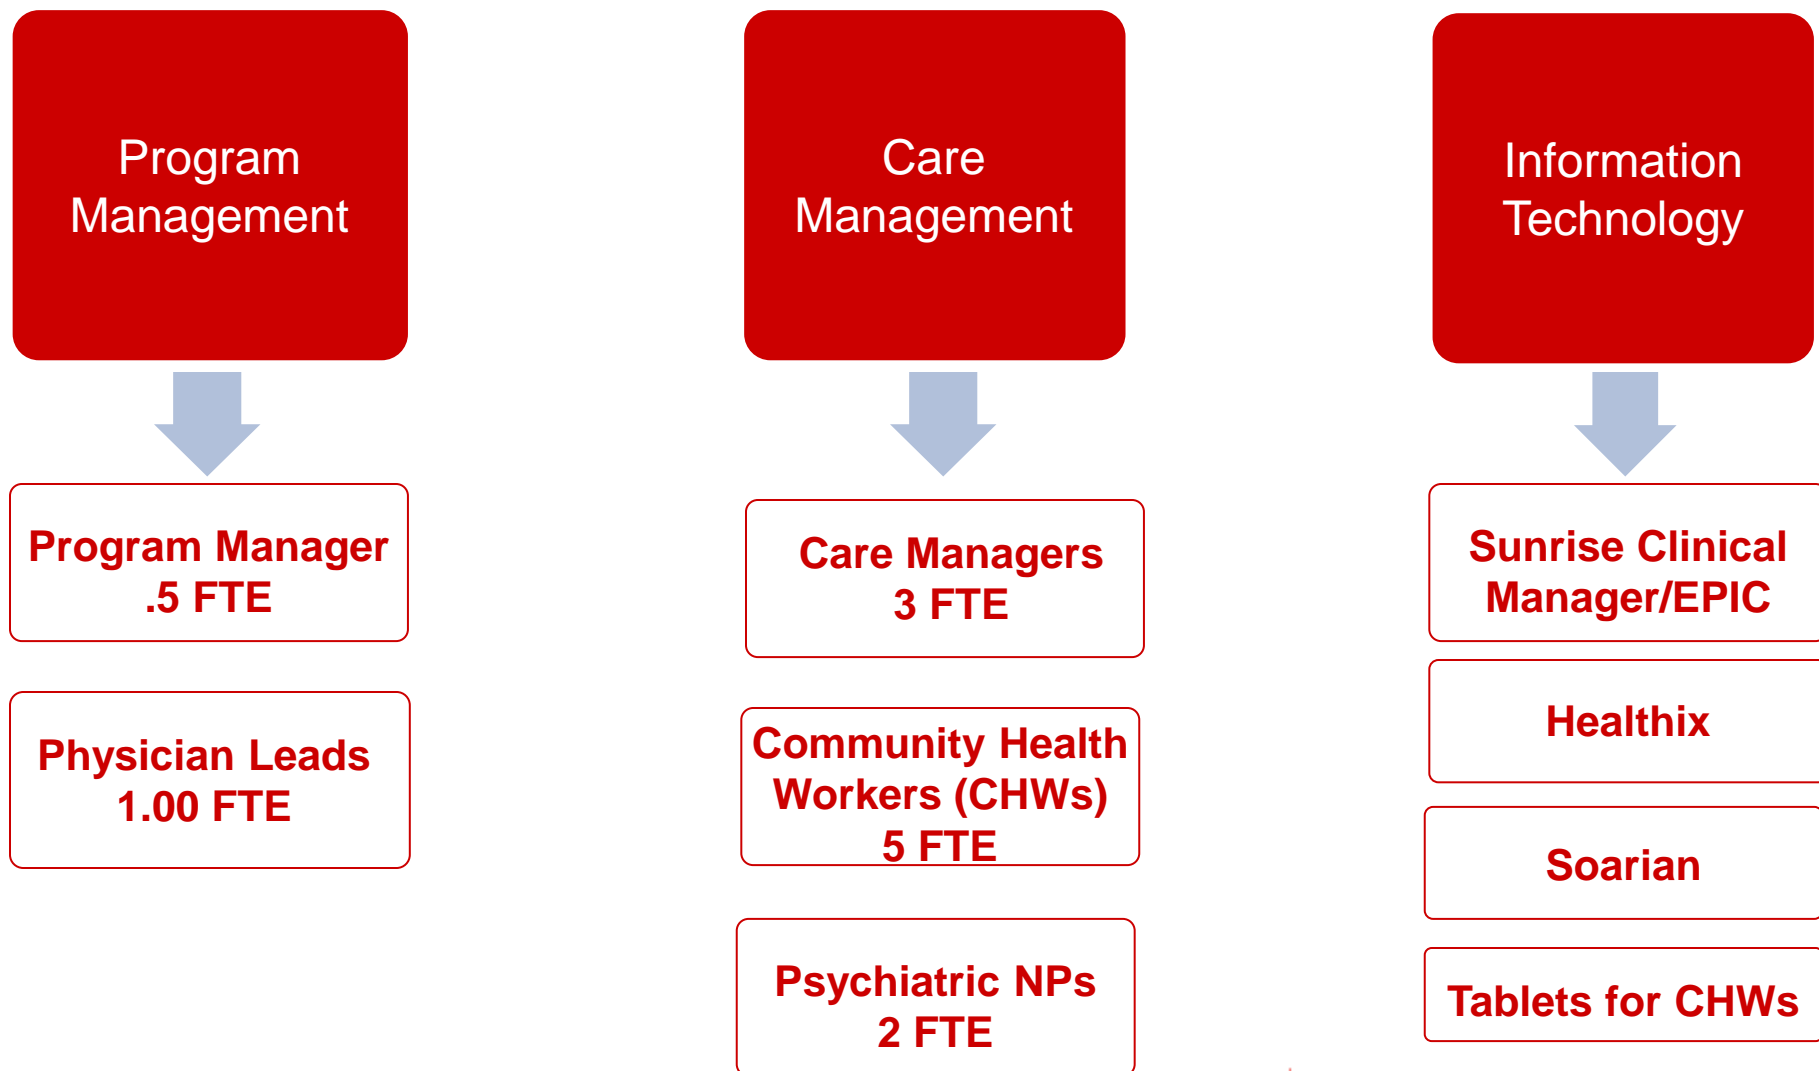 Program
Management
Program Manager
.5 FTE
Physician Leads
1.00 FTE
Care
Management
Care Managers
3 FTE
Community Health
Workers (CHWs)
5 FTE
Psychiatric NPs
2 FTE
Information
Technology
Sunrise Clinical
Manager/EPIC
Healthix
Soarian
Tablets for CHWs